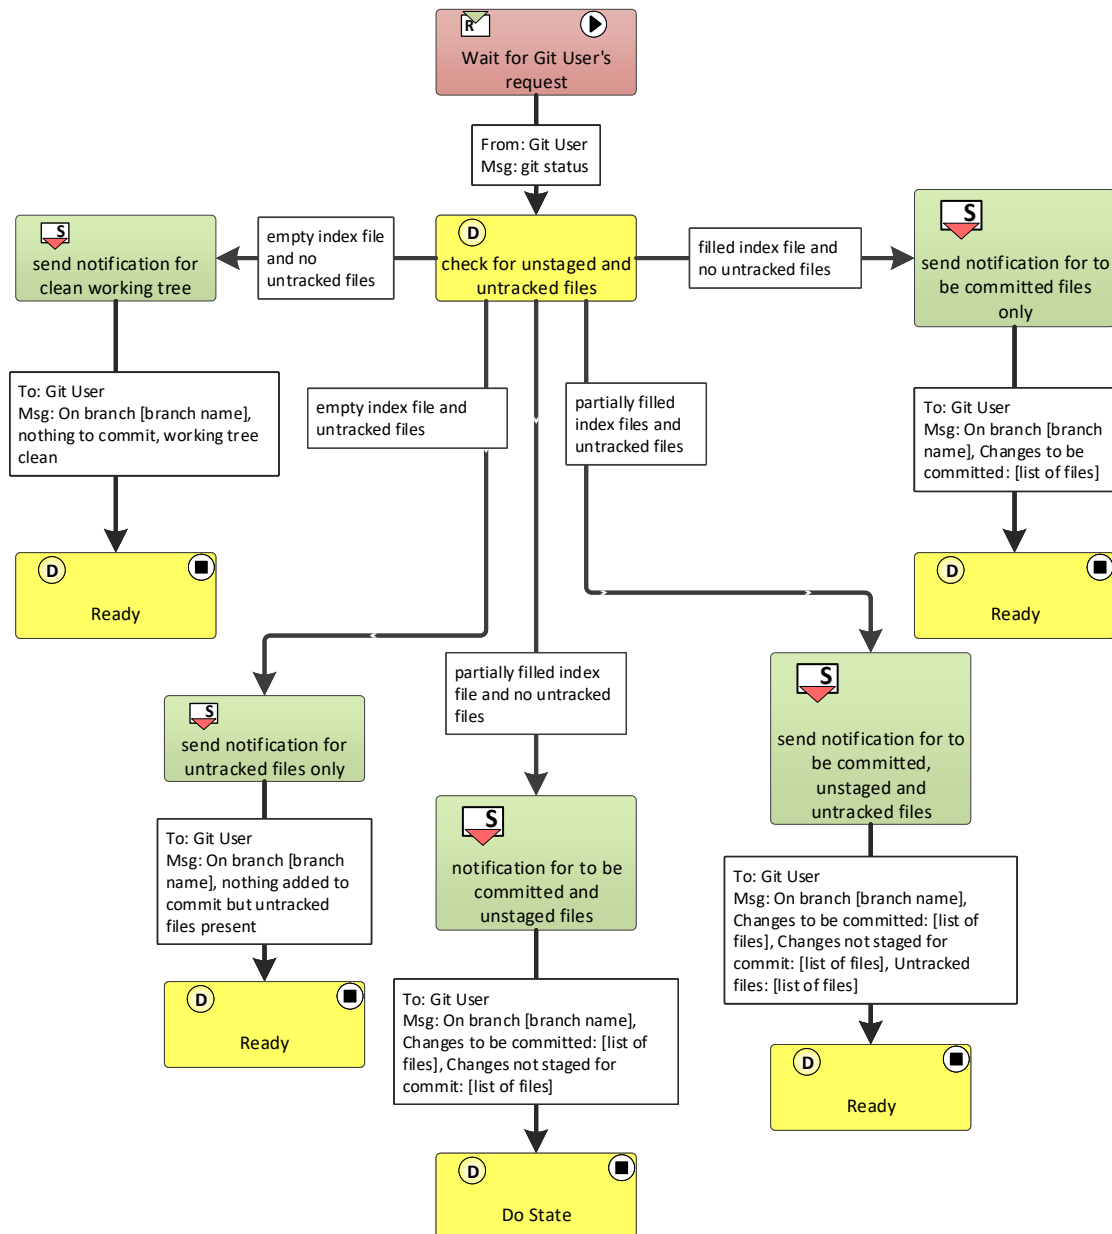 R
Wait for Git User's
request
From: Git User
Msg: git status
S
send notification for
clean working tree
empty index file
and no
untracked files
D
check for unstaged and
untracked files
filled index file and
no untracked files
S
send notification for to
be committed files
only
To: Git User
Msg: On branch [branch name],
nothing to commit, working tree
clean
empty index file and
untracked files
partially filled
index files and
untracked files
To: Git User
Msg: On branch [branch
name], Changes to be
committed: [list of files]
D
Ready
D
Ready
partially filled index
file and no untracked
files
S
send notification for
untracked files only
S
send notification for to
be committed,
unstaged and
untracked files
S
notification for to be
committed and
unstaged files
To: Git User
Msg: On branch [branch
name], nothing added to
commit but untracked
files present
To: Git User
Msg: On branch [branch name],
Changes to be committed: [list of
files], Changes not staged for
commit: [list of files], Untracked
files: [list of files]
D
Ready
To: Git User
Msg: On branch [branch name],
Changes to be committed: [list of
files], Changes not staged for
commit: [list of files]
D
Ready
D
Do State